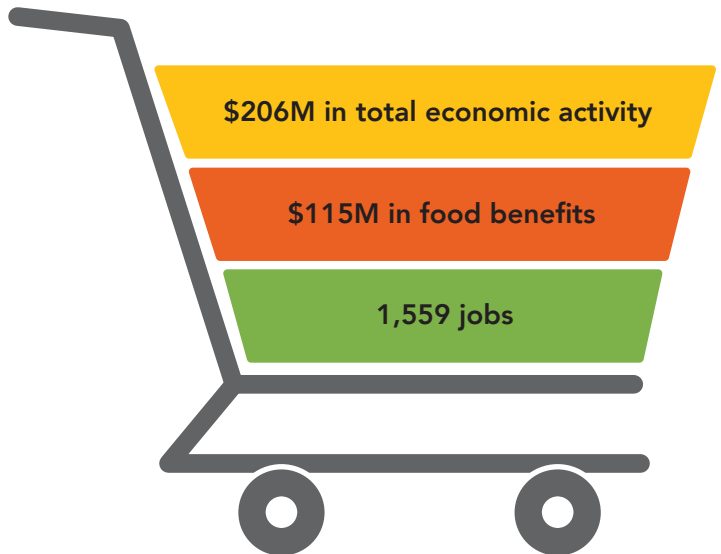 $206M in total economic activity
$115M in food benefits
1,559 jobs